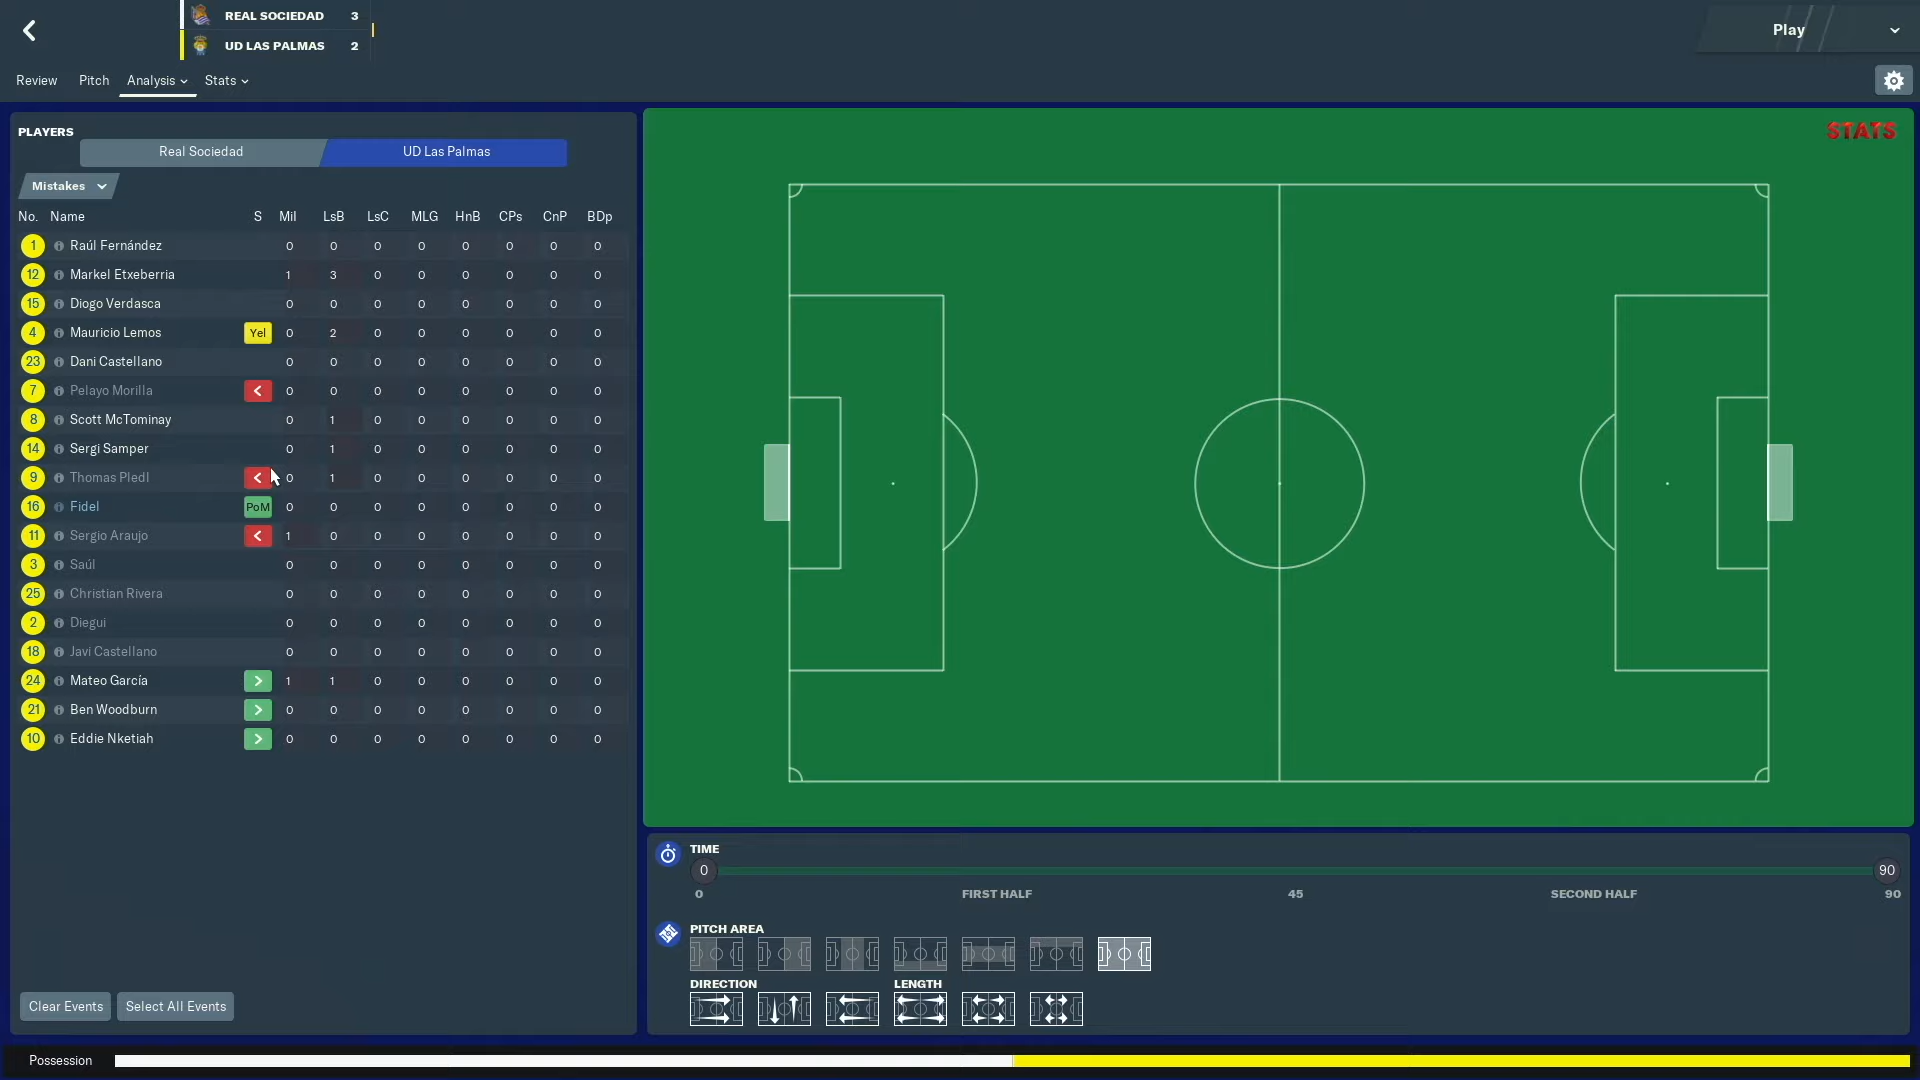 REAL SOCIEDAD 3
UD LAS PALMAS 2
Play
Review Pitch Analysis Stats
PLAYERS
Real Sociedad UD Las Palmas
STATS
Mistakes
No. Name S Mil LsB LsC MLG HnB CPs CnP BDp
1 Raúl Fernández 0 0 0 0 0 0 0 0
12 Markel Etxeberria 1 3 0 0 0 0 0 0
15 Diogo Verdasca 0 0 0 0 0 0 0 0
4 Mauricio Lemos Yel 0 2 0 0 0 0 0 0
23 Dani Castellano 0 0 0 0 0 0 0 0
7 Pelayo Morilla < 0 0 0 0 0 0 0 0
8 Scott McTominay 0 1 0 0 0 0 0 0
14 Sergi Samper 0 1 0 0 0 0 0 0
9 Thomas Pledl < 0 1 0 0 0 0 0 0
16 Fidel PoM 0 0 0 0 0 0 0 0
11 Sergio Araujo < 1 0 0 0 0 0 0 0
3 Saúl 0 0 0 0 0 0 0 0
25 Christian Rivera 0 0 0 0 0 0 0 0
2 Diegui 0 0 0 0 0 0 0 0
18 Javi Castellano 0 0 0 0 0 0 0 0
24 Mateo García > 1 1 0 0 0 0 0 0
21 Ben Woodburn > 0 0 0 0 0 0 0 0
10 Eddie Nketiah > 0 0 0 0 0 0 0 0
TIME
0 90
0 FIRST HALF 45 SECOND HALF 90
PITCH AREA
DIRECTION LENGTH
Clear Events Select All Events
Possession